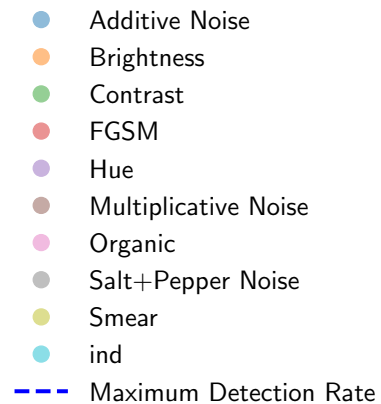 Additive Noise
Brightness
Contrast
FGSM
Hue
Multiplicative Noise
Organic
Salt+Pepper Noise
Smear
ind
Maximum Detection Rate